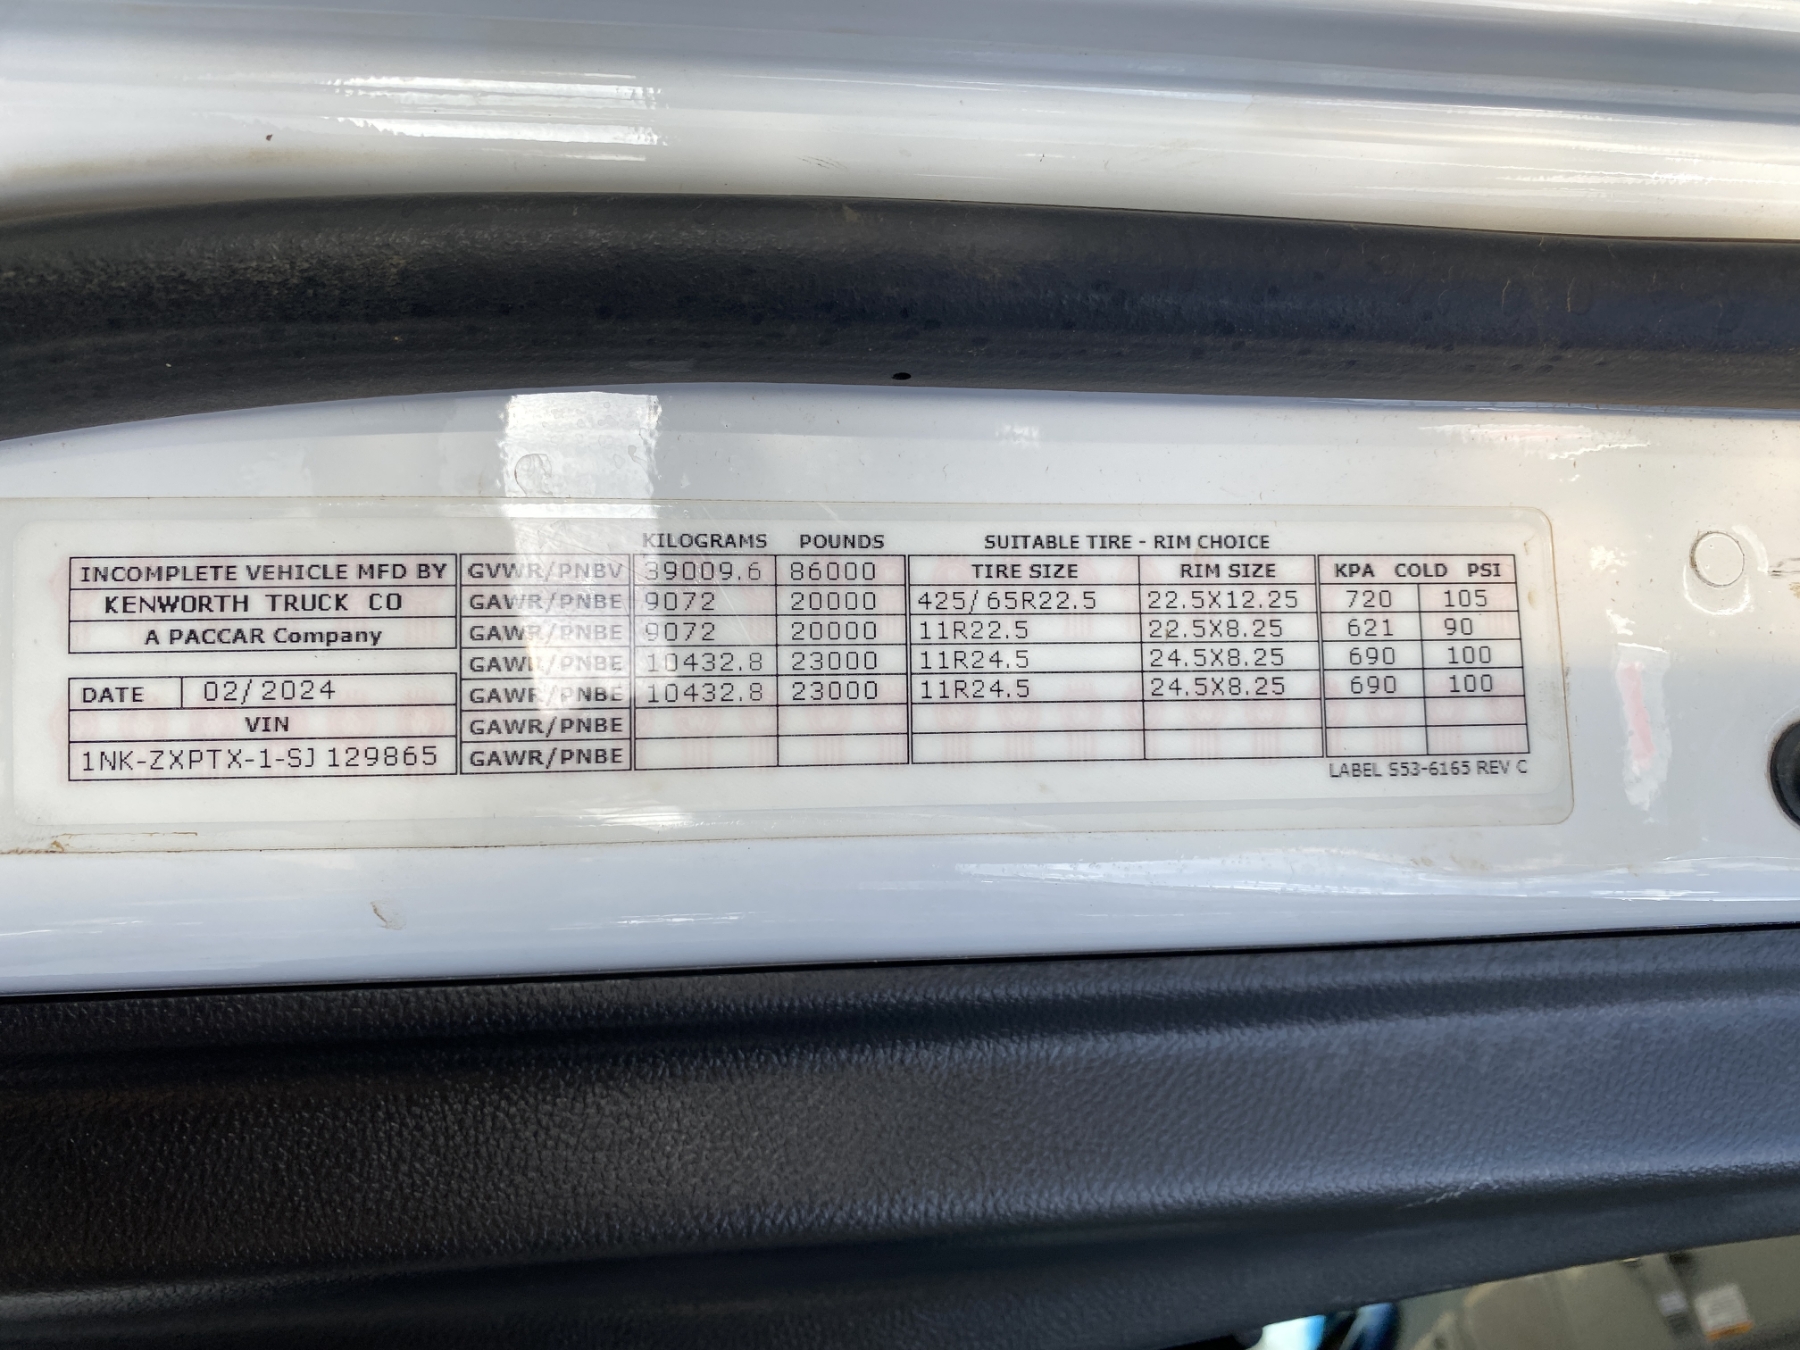 KILOGRAMS POUNDS SUITABLE TIRE - RIM CHOICE
INCOMPLETE VEHICLE MFD BY GVWR/PNBV 39009.6 86000 TIRE SIZE RIM SIZE KPA COLD PSI
KENWORTH TRUCK CO GAWR/PNBE 9072 20000 425/65R22.5 22.5X12.25 720 105
A PACCAR Company GAWR/PNBE 9072 20000 11R22.5 22.5X8.25 621 90
GAWR/PNBE 10432.8 23000 11R24.5 24.5X8.25 690 100
DATE 02/2024 GAWR/PNBE 10432.8 23000 11R24.5 24.5X8.25 690 100
VIN GAWR/PNBE
1NK-ZXPTX-1-SJ129865 GAWR/PNBE
LABEL S53-6165 REV C